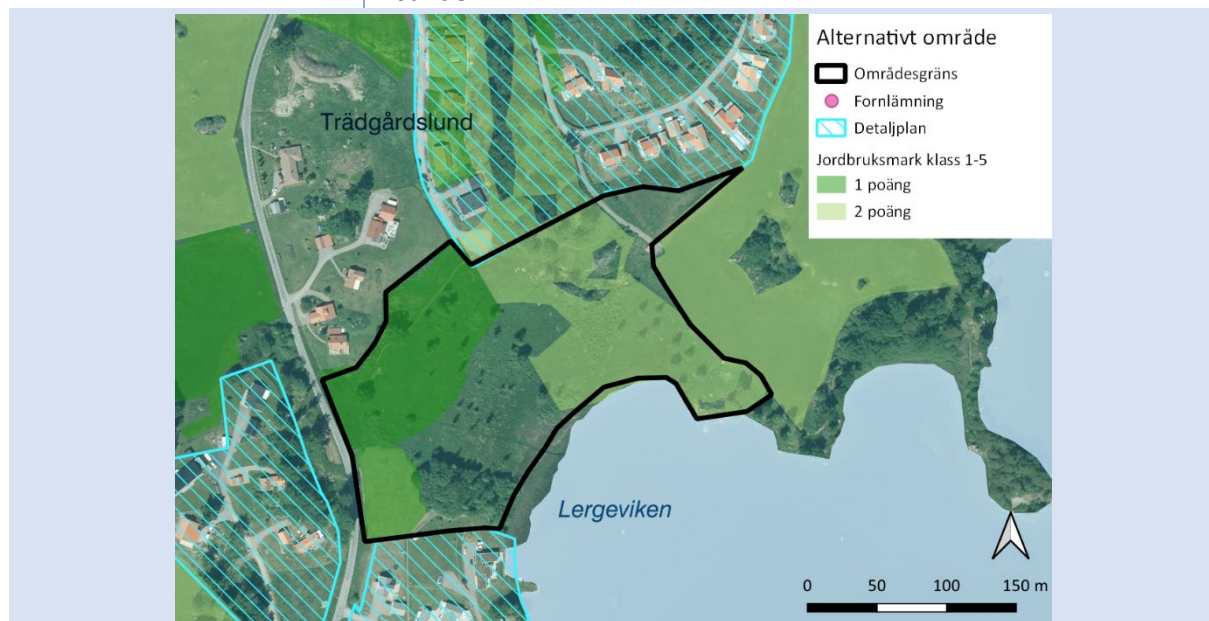 Alternativt område
Områdesgräns
Fornlämning
Detaljplan
Jordbruksmark klass 1-5
1 poäng
2 poäng
Trädgårdslund
Lergeviken
0 50 100 150 m